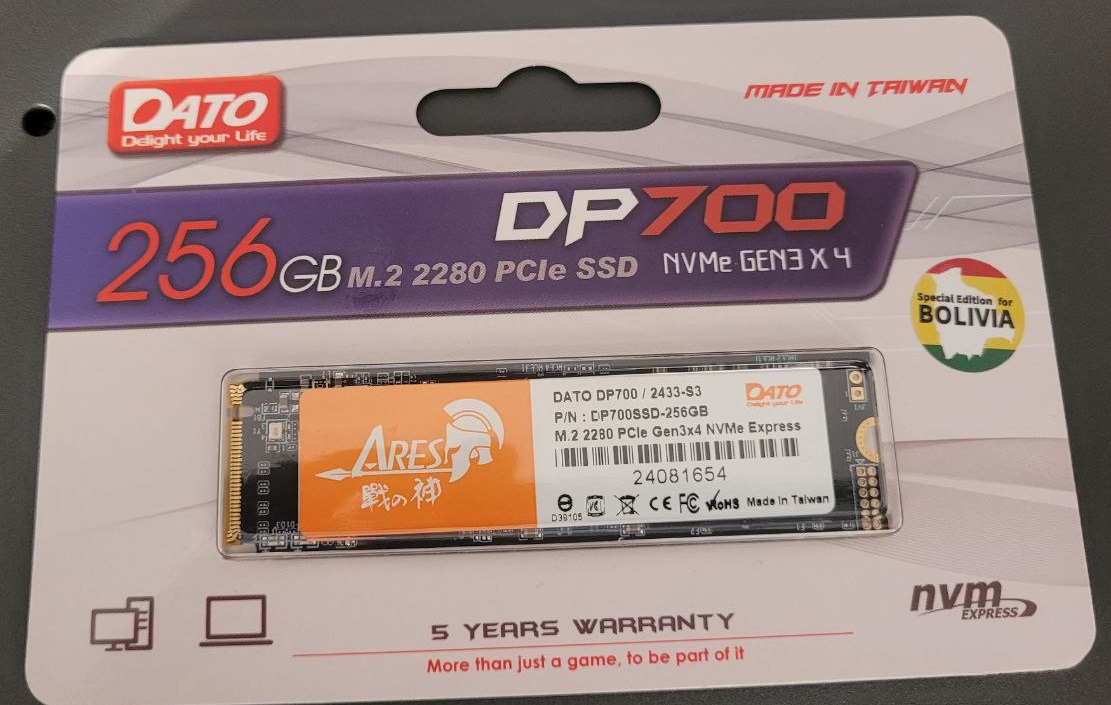 DATO
Delight your Life
MADE IN TAIWAN
DP700
256GB M.2 2280 PCIe SSD NVMe GEN3 X 4
Special Edition for
BOLIVIA
ARES
戰の神
DATO DP700 / 2433-S3
DATO
Delight your Life
P/N : DP700SSD-256GB
M.2 2280 PCIe Gen3x4 NVMe Express
24081654
D39105
CE FC RoHS Made in Taiwan
nvm
EXPRESS
5 YEARS WARRANTY
More than just a game, to be part of it